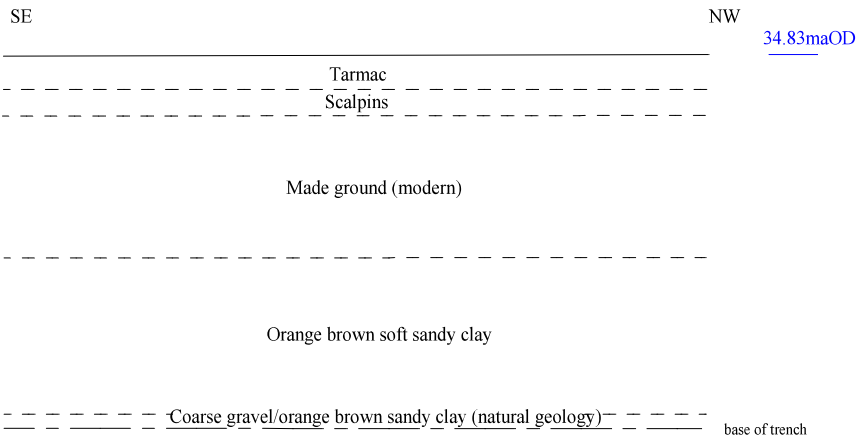 SE
NW
34.83maOD
Tarmac
Scalpins
Made ground (modern)
Orange brown soft sandy clay
Coarse gravel/orange brown sandy clay (natural geology)
base of trench